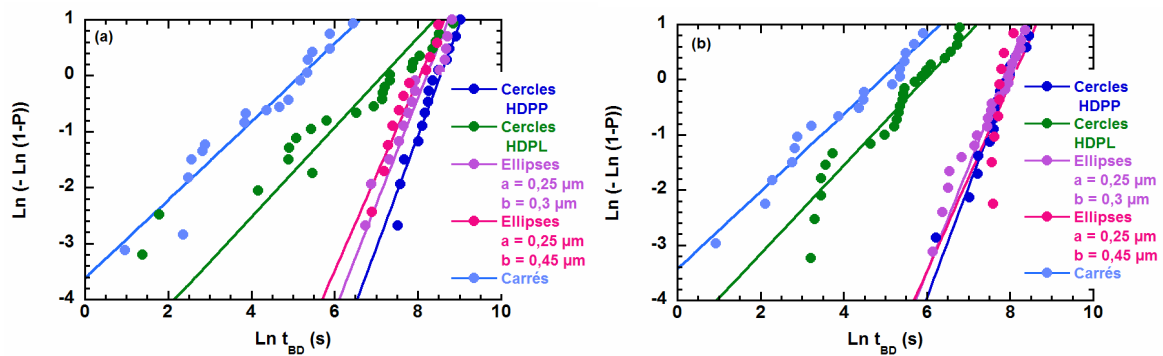 (a)
Ln (- Ln (1-P))
1
0
-1
-2
-3
-4
0
2
4
6
8
10
Ln tBD (s)
Cercles
HDPP
Cercles
HDPL
Ellipses
a = 0,25 µm
b = 0,3 µm
Ellipses
a = 0,25 µm
b = 0,45 µm
Carrés
(b)
Ln (- Ln (1-P))
1
0
-1
-2
-3
-4
0
2
4
6
8
10
Ln tBD (s)
Cercles
HDPP
Cercles
HDPL
Ellipses
a = 0,25 µm
b = 0,3 µm
Ellipses
a = 0,25 µm
b = 0,45 µm
Carrés